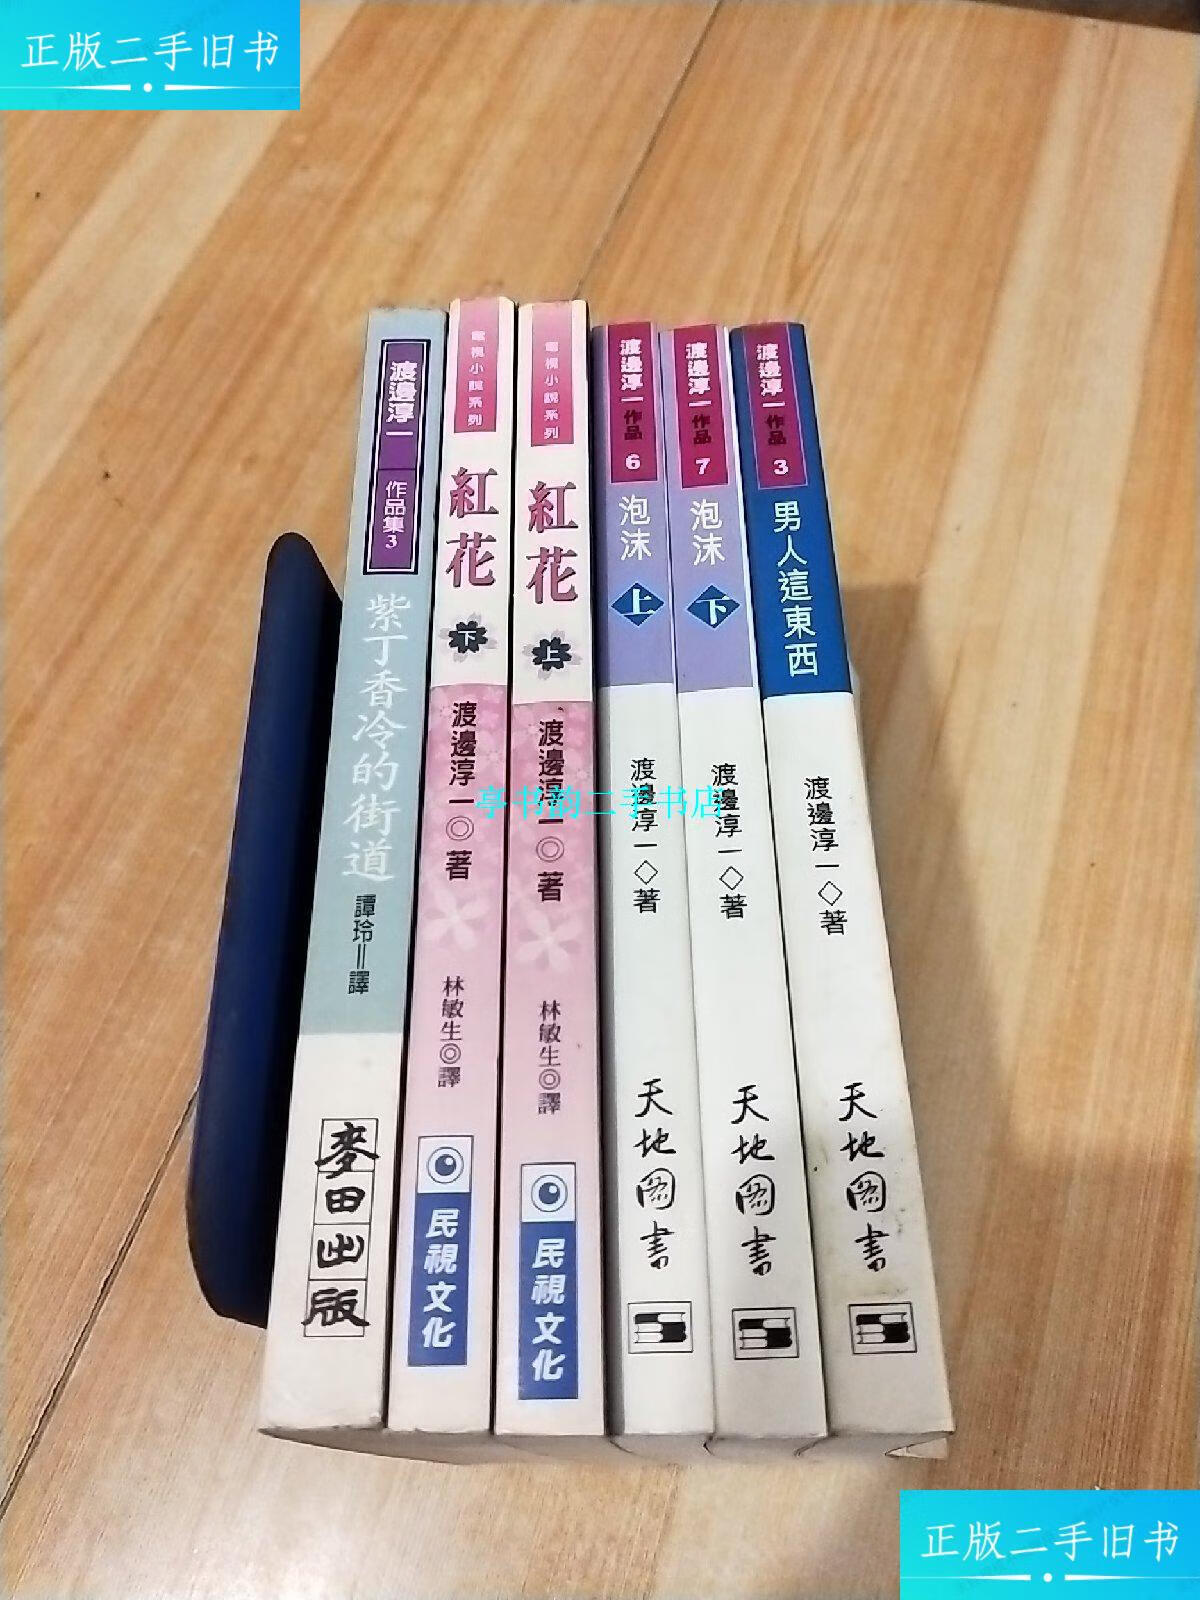 正版二手旧书
渡邊淳一
作品集3
紫丁香冷的街道
譚玲=譯
麥田出版
電視小說系列
紅花
下
渡邊淳一◎著
林敏生◎譯
民視文化
電視小說系列
紅花
上
渡邊淳一◎著
林敏生◎譯
民視文化
渡邊淳一作品6
泡沫
上
渡邊淳一◇著
天地圖書
渡邊淳一作品7
泡沫
下
渡邊淳一◇著
天地圖書
渡邊淳一作品3
男人這東西
渡邊淳一◇著
天地圖書
亭书韵二手书店
正版二手旧书